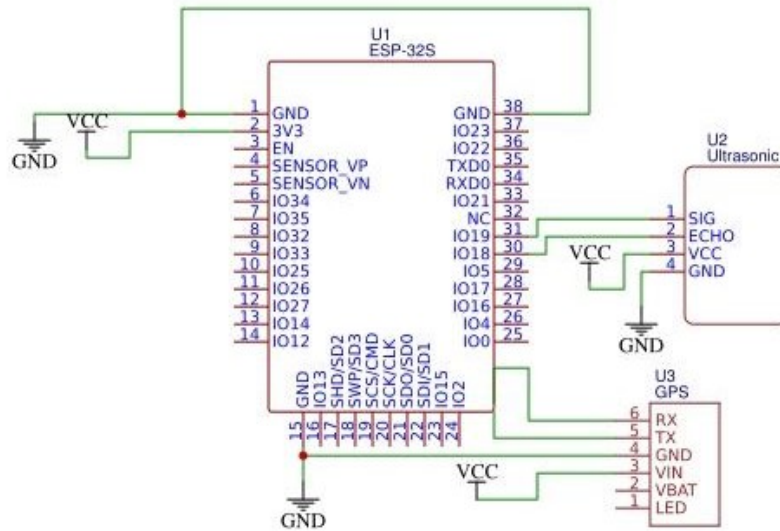 U1
ESP-32S
1 GND
2 3V3
3 EN
4 SENSOR_VP
5 SENSOR_VN
6 IO34
7 IO35
8 IO32
9 IO33
10 IO25
11 IO26
12 IO27
13 IO14
14 IO12
GND 38
IO23 37
IO22 36
TXD0 35
RXD0 34
IO21 33
NC 32
IO19 31
IO18 30
IO5 29
IO17 28
IO16 27
IO4 26
IO0 25
GND 15
IO13 16
SHD/SD2 17
SWP/SD3 18
SCS/CMD 19
SCK/CLK 20
SDO/SD0 21
SDI/SD1 22
IO15 23
IO2 24
VCC
GND
GND
U2
Ultrasonic
1 SIG
2 ECHO
3 VCC
4 GND
VCC
GND
U3
GPS
6 RX
5 TX
4 GND
3 VIN
2 VBAT
1 LED
VCC